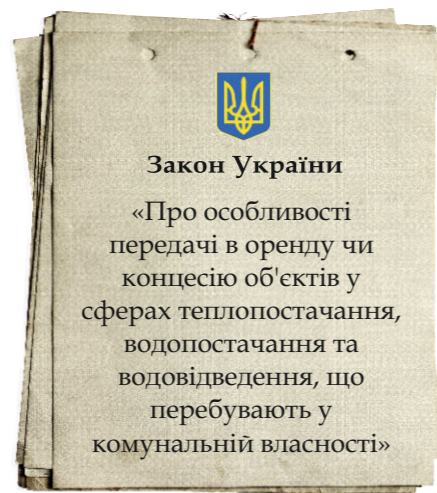 Закон України
«Про особливості
передачі в оренду чи
концесію об'єктів у
сферах теплопостачання,
водопостачання та
водовідведення, що
перебувають у
комунальній власності»